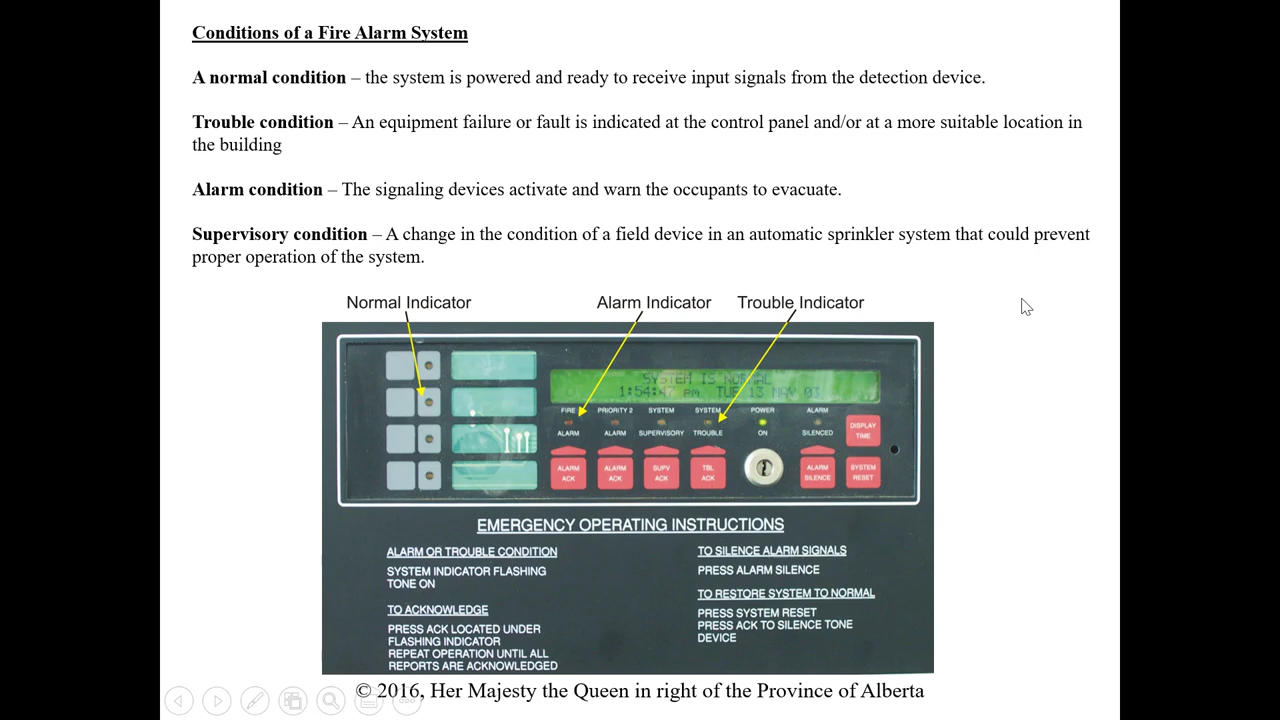 Conditions of a Fire Alarm System
A normal condition – the system is powered and ready to receive input signals from the detection device.
Trouble condition – An equipment failure or fault is indicated at the control panel and/or at a more suitable location in
the building
Alarm condition – The signaling devices activate and warn the occupants to evacuate.
Supervisory condition – A change in the condition of a field device in an automatic sprinkler system that could prevent
proper operation of the system.
Normal Indicator
Alarm Indicator
Trouble Indicator
SYSTEM IS NORMAL
1:54:47 pm TUE 13 MAY 03
FIRE
ALARM
PRIORITY 2
ALARM
SYSTEM
SUPERVISORY
SYSTEM
TROUBLE
POWER
ON
ALARM
SILENCED
DISPLAY
TIME
ALARM
ACK
ALARM
ACK
SUPV
ACK
TBL
ACK
ALARM
SILENCE
SYSTEM
RESET
EMERGENCY OPERATING INSTRUCTIONS
ALARM OR TROUBLE CONDITION
SYSTEM INDICATOR FLASHING
TONE ON
TO ACKNOWLEDGE
PRESS ACK LOCATED UNDER
FLASHING INDICATOR
REPEAT OPERATION UNTIL ALL
REPORTS ARE ACKNOWLEDGED
TO SILENCE ALARM SIGNALS
PRESS ALARM SILENCE
TO RESTORE SYSTEM TO NORMAL
PRESS SYSTEM RESET
PRESS ACK TO SILENCE TONE
DEVICE
© 2016, Her Majesty the Queen in right of the Province of Alberta